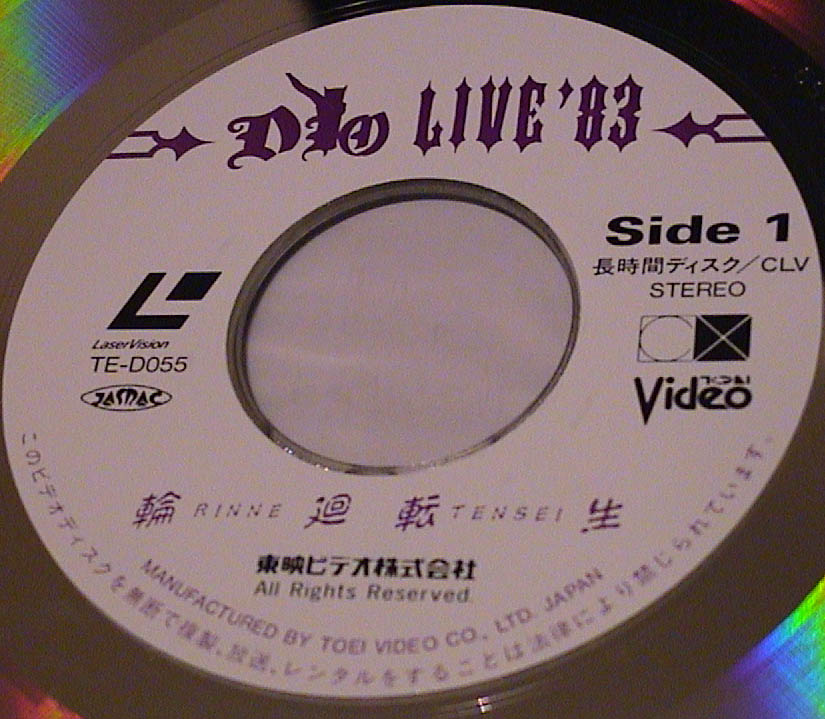 DIO LIVE '83
Side 1
長時間ディスク/CLV
STEREO
LaserVision
TE-D055
JASRAC
TOEI
Video
輪 RINNE 廻 転 TENSEI 生
東映ビデオ株式会社
All Rights Reserved.
MANUFACTURED BY TOEI VIDEO CO., LTD. JAPAN
このビデオディスクを無断で複製、放送、レンタルをすることは法律により禁じられています。